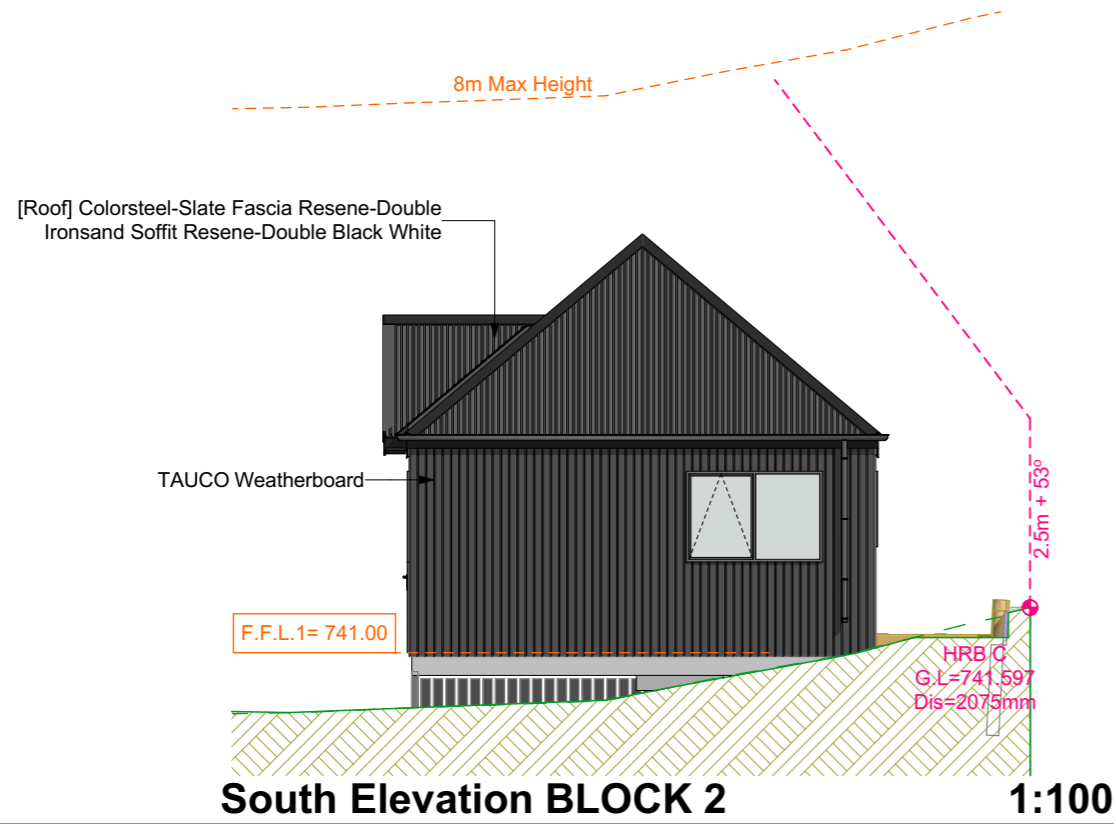 8m Max Height
[Roof] Colorsteel-Slate Fascia Resene-Double
Ironsand Soffit Resene-Double Black White
TAUCO Weatherboard
2.5m + 53º
F.F.L.1= 741.00
HRB C
G.L=741.597
Dis=2075mm
South Elevation BLOCK 2
1:100